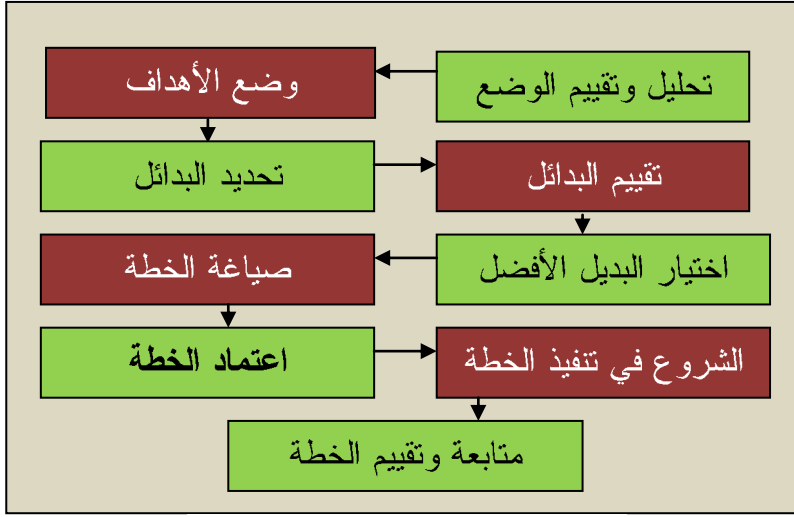 تحليل وتقييم الوضع
وضع الأهداف
تحديد البدائل
تقييم البدائل
اختيار البديل الأفضل
صياغة الخطة
اعتماد الخطة
الشروع في تنفيذ الخطة
متابعة وتقييم الخطة